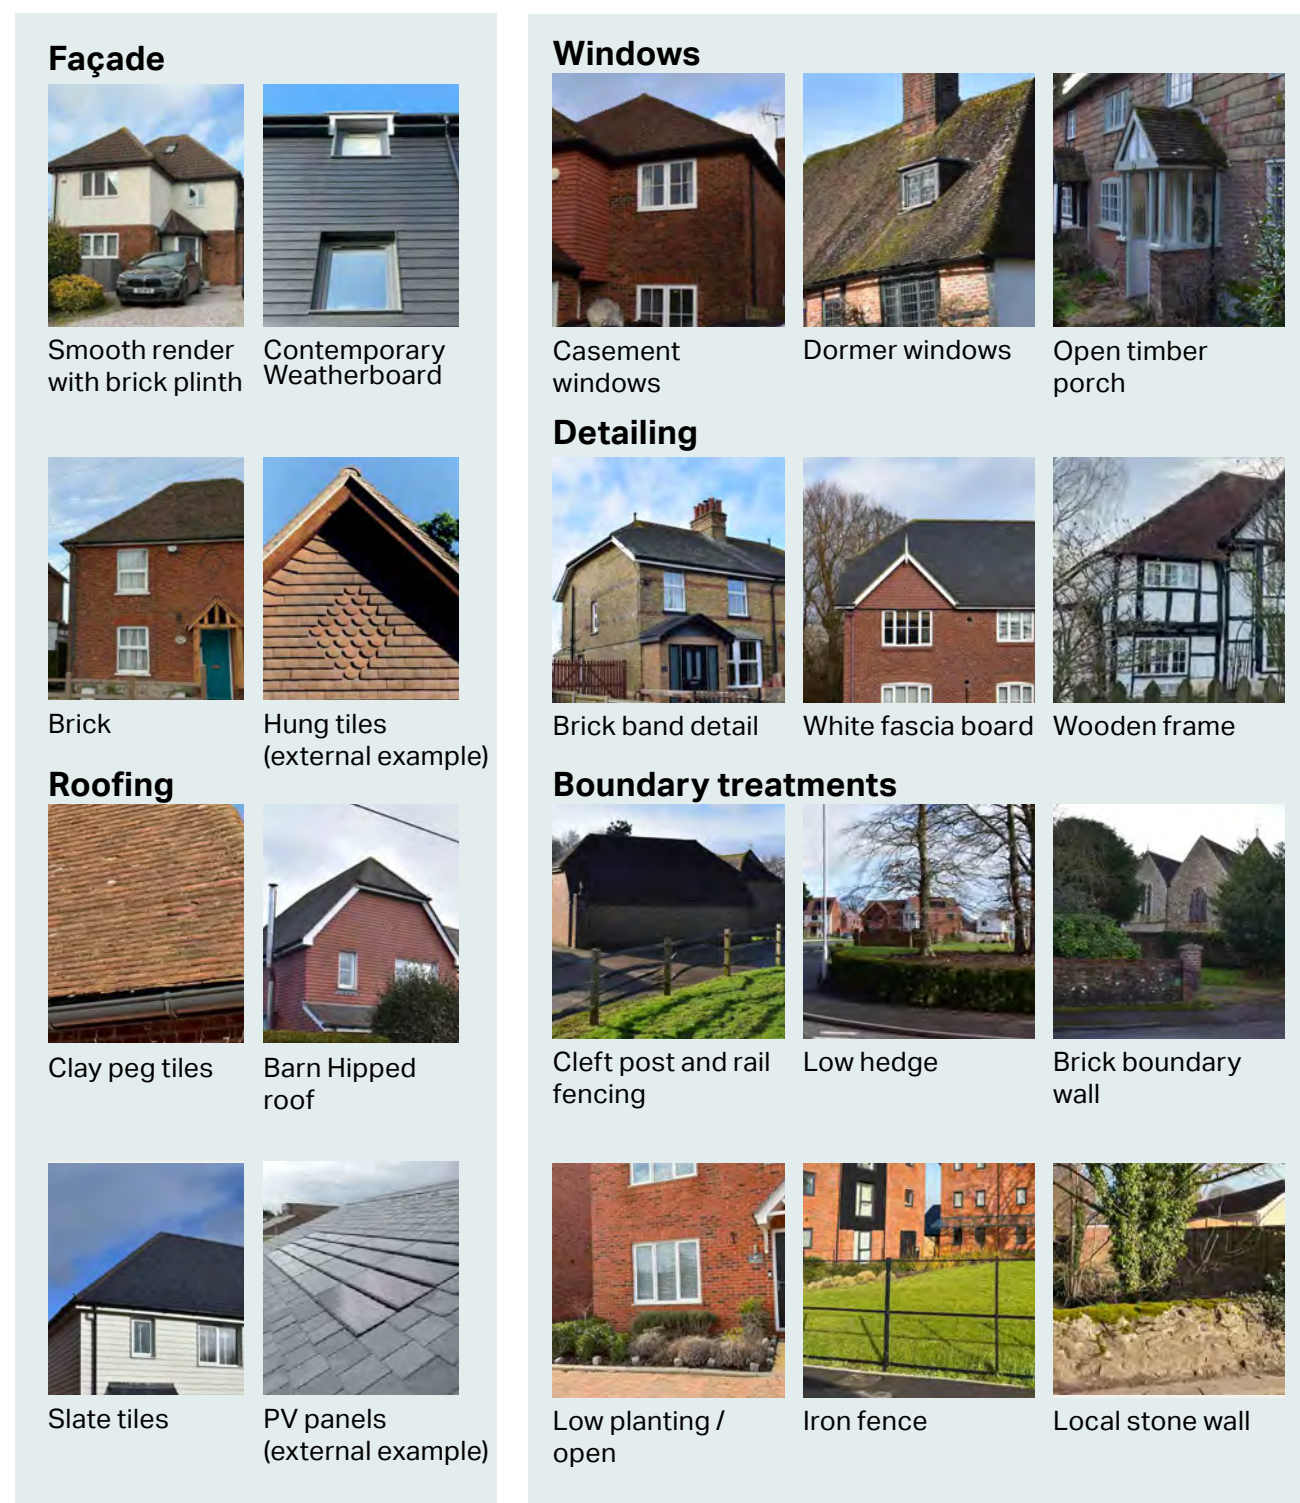 Façade
Smooth render
with brick plinth
Contemporary
Weatherboard
Brick
Hung tiles
(external example)
Roofing
Clay peg tiles
Barn Hipped
roof
Slate tiles
PV panels
(external example)
Windows
Casement
windows
Dormer windows
Open timber
porch
Detailing
Brick band detail
White fascia board
Wooden frame
Boundary treatments
Cleft post and rail
fencing
Low hedge
Brick boundary
wall
Low planting /
open
Iron fence
Local stone wall